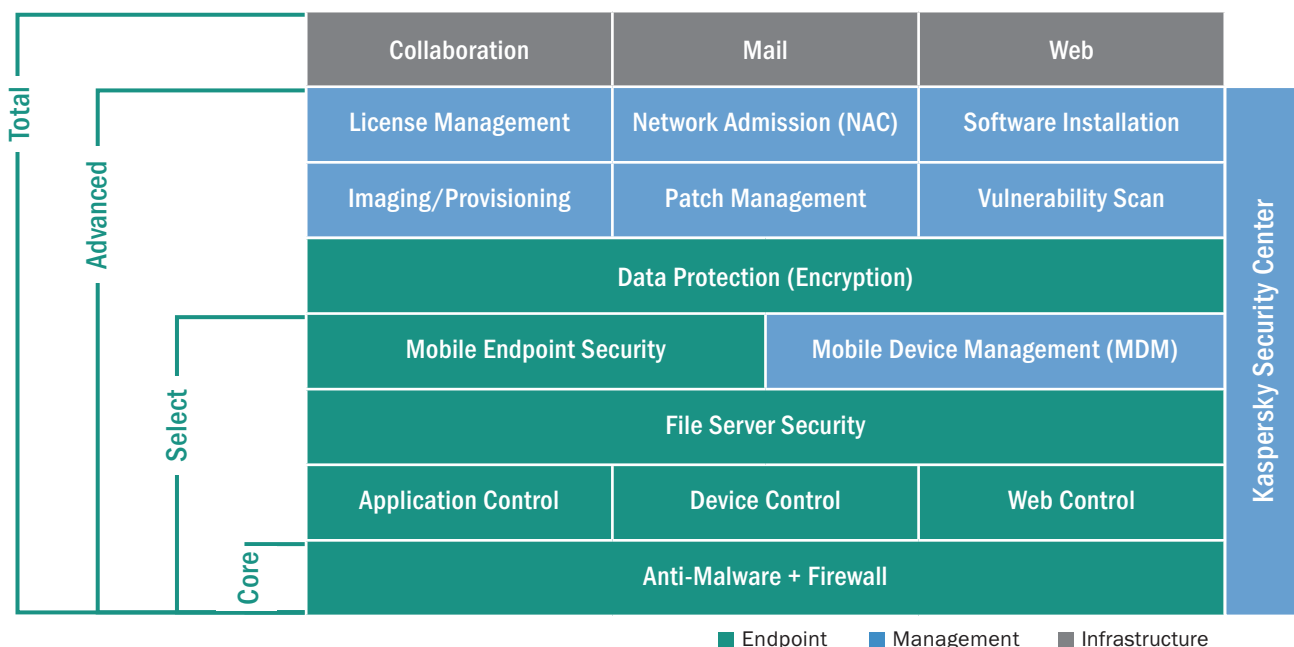 Total
Advanced
Select
Core
Collaboration
Mail
Web
License Management
Network Admission (NAC)
Software Installation
Imaging/Provisioning
Patch Management
Vulnerability Scan
Data Protection (Encryption)
Mobile Endpoint Security
Mobile Device Management (MDM)
File Server Security
Application Control
Device Control
Web Control
Anti-Malware + Firewall
Kaspersky Security Center
Endpoint
Management
Infrastructure